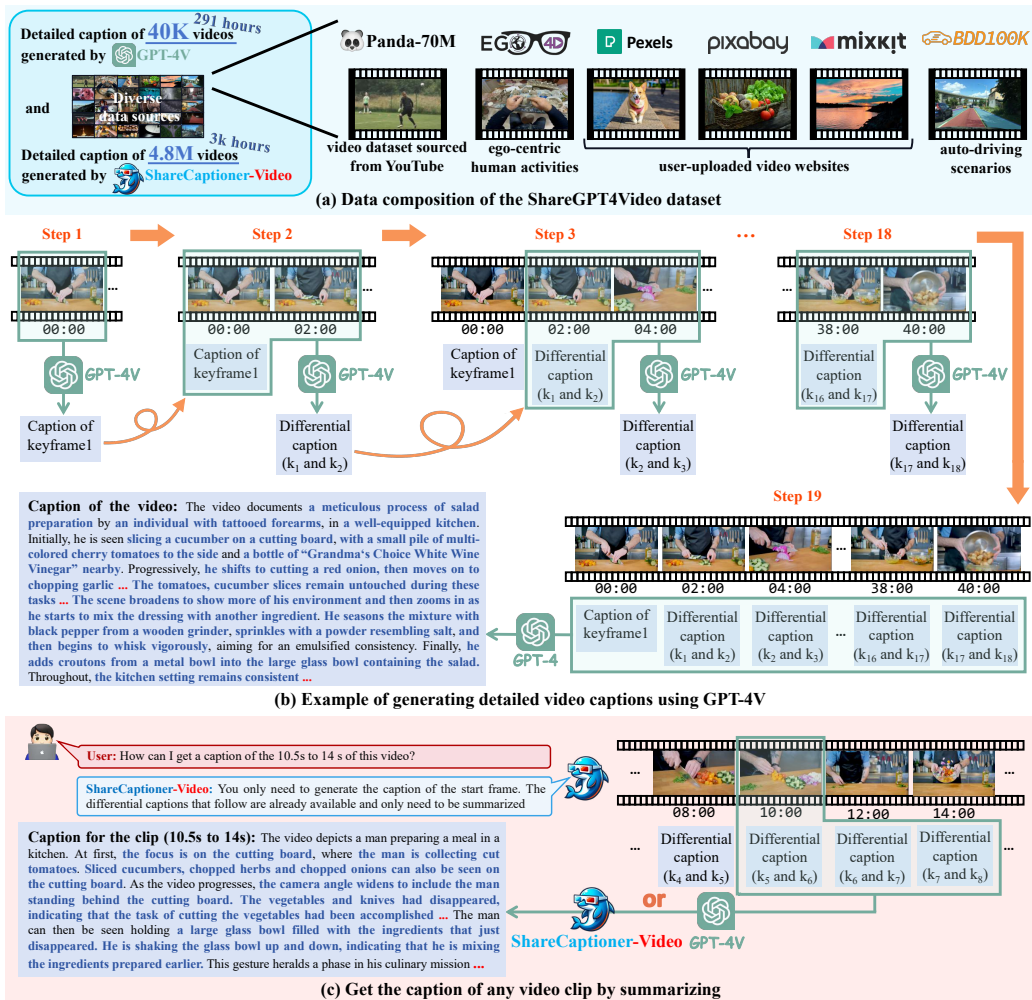 Detailed caption of 40K videos
291 hours
generated by GPT-4V
and
Diverse
data sources
3k hours
Detailed caption of 4.8M videos
generated by ShareCaptioner-Video
Panda-70M
EGO4D
Pexels
pixabay
mixkit
BDD100K
video dataset sourced
from YouTube
ego-centric
human activities
user-uploaded video websites
auto-driving
scenarios
(a) Data composition of the ShareGPT4Video dataset
Step 1
Step 2
Step 3
...
Step 18
...
...
...
00:00
00:00
02:00
00:00
02:00
04:00
38:00
40:00
GPT-4V
Caption of
keyframe1
GPT-4V
Caption of
keyframe1
Differential
caption
(k₁ and k₂)
GPT-4V
Differential
caption
(k₁₆ and k₁₇)
GPT-4V
Caption of
keyframe1
Differential
caption
(k₁ and k₂)
Differential
caption
(k₂ and k₃)
Differential
caption
(k₁₇ and k₁₈)
Caption of the video: The video documents a meticulous process of salad
preparation by an individual with tattooed forearms, in a well-equipped kitchen.
Initially, he is seen slicing a cucumber on a cutting board, with a small pile of multi-
colored cherry tomatoes to the side and a bottle of “Grandma‘s Choice White Wine
Vinegar” nearby. Progressively, he shifts to cutting a red onion, then moves on to
chopping garlic ... The tomatoes, cucumber slices remain untouched during these
tasks ... The scene broadens to show more of his environment and then zooms in as
he starts to mix the dressing with another ingredient. He seasons the mixture with
black pepper from a wooden grinder, sprinkles with a powder resembling salt, and
then begins to whisk vigorously, aiming for an emulsified consistency. Finally, he
adds croutons from a metal bowl into the large glass bowl containing the salad.
Throughout, the kitchen setting remains consistent ...
Step 19
...
00:00
02:00
04:00
38:00
40:00
GPT-4
Caption of
keyframe1
Differential
caption
(k₁ and k₂)
Differential
caption
(k₂ and k₃)
...
Differential
caption
(k₁₆ and k₁₇)
Differential
caption
(k₁₇ and k₁₈)
(b) Example of generating detailed video captions using GPT-4V
User: How can I get a caption of the 10.5s to 14 s of this video?
ShareCaptioner-Video: You only need to generate the caption of the start frame. The
differential captions that follow are already available and only need to be summarized
Caption for the clip (10.5s to 14s): The video depicts a man preparing a meal in a
kitchen. At first, the focus is on the cutting board, where the man is collecting cut
tomatoes. Sliced cucumbers, chopped herbs and chopped onions can also be seen on
the cutting board. As the video progresses, the camera angle widens to include the man
standing behind the cutting board. The vegetables and knives had disappeared,
indicating that the task of cutting the vegetables had been accomplished ... The man
can then be seen holding a large glass bowl filled with the ingredients that just
disappeared. He is shaking the glass bowl up and down, indicating that he is mixing
the ingredients prepared earlier. This gesture heralds a phase in his culinary mission ...
...
...
08:00
10:00
12:00
14:00
...
Differential
caption
(k₄ and k₅)
Differential
caption
(k₅ and k₆)
Differential
caption
(k₆ and k₇)
Differential
caption
(k₇ and k₈)
...
or
ShareCaptioner-Video
GPT-4V
(c) Get the caption of any video clip by summarizing